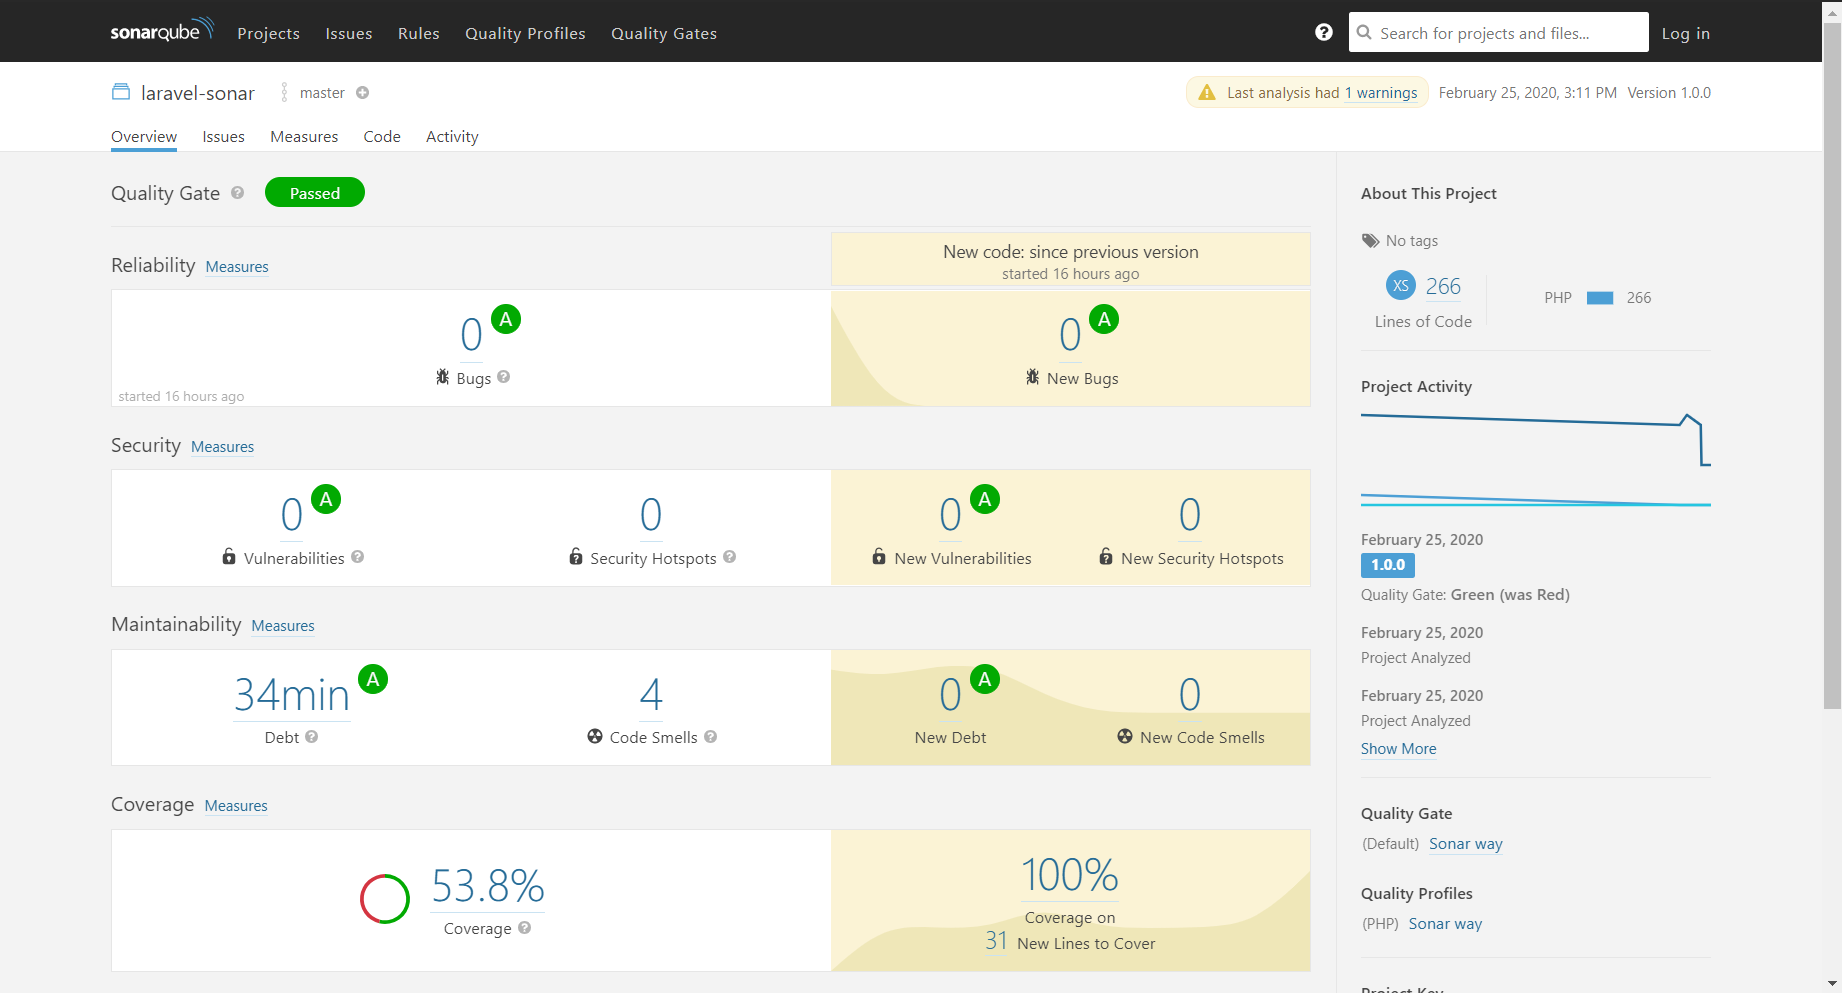 sonarqube Projects Issues Rules Quality Profiles Quality Gates ? Search for projects and files... Log in
laravel-sonar master Last analysis had 1 warnings February 25, 2020, 3:11 PM Version 1.0.0
Overview Issues Measures Code Activity
Quality Gate ? Passed
Reliability Measures
New code: since previous version
started 16 hours ago
0 A
Bugs ?
started 16 hours ago
0 A
New Bugs
Security Measures
0 A
Vulnerabilities ?
0
Security Hotspots ?
0 A
New Vulnerabilities
0
New Security Hotspots
Maintainability Measures
34min A
Debt ?
4
Code Smells ?
0 A
New Debt
0
New Code Smells
Coverage Measures
53.8%
Coverage ?
100%
Coverage on
31 New Lines to Cover
About This Project
No tags
XS 266
Lines of Code
PHP 266
Project Activity
February 25, 2020
1.0.0
Quality Gate: Green (was Red)
February 25, 2020
Project Analyzed
February 25, 2020
Project Analyzed
Show More
Quality Gate
(Default) Sonar way
Quality Profiles
(PHP) Sonar way
Project Key